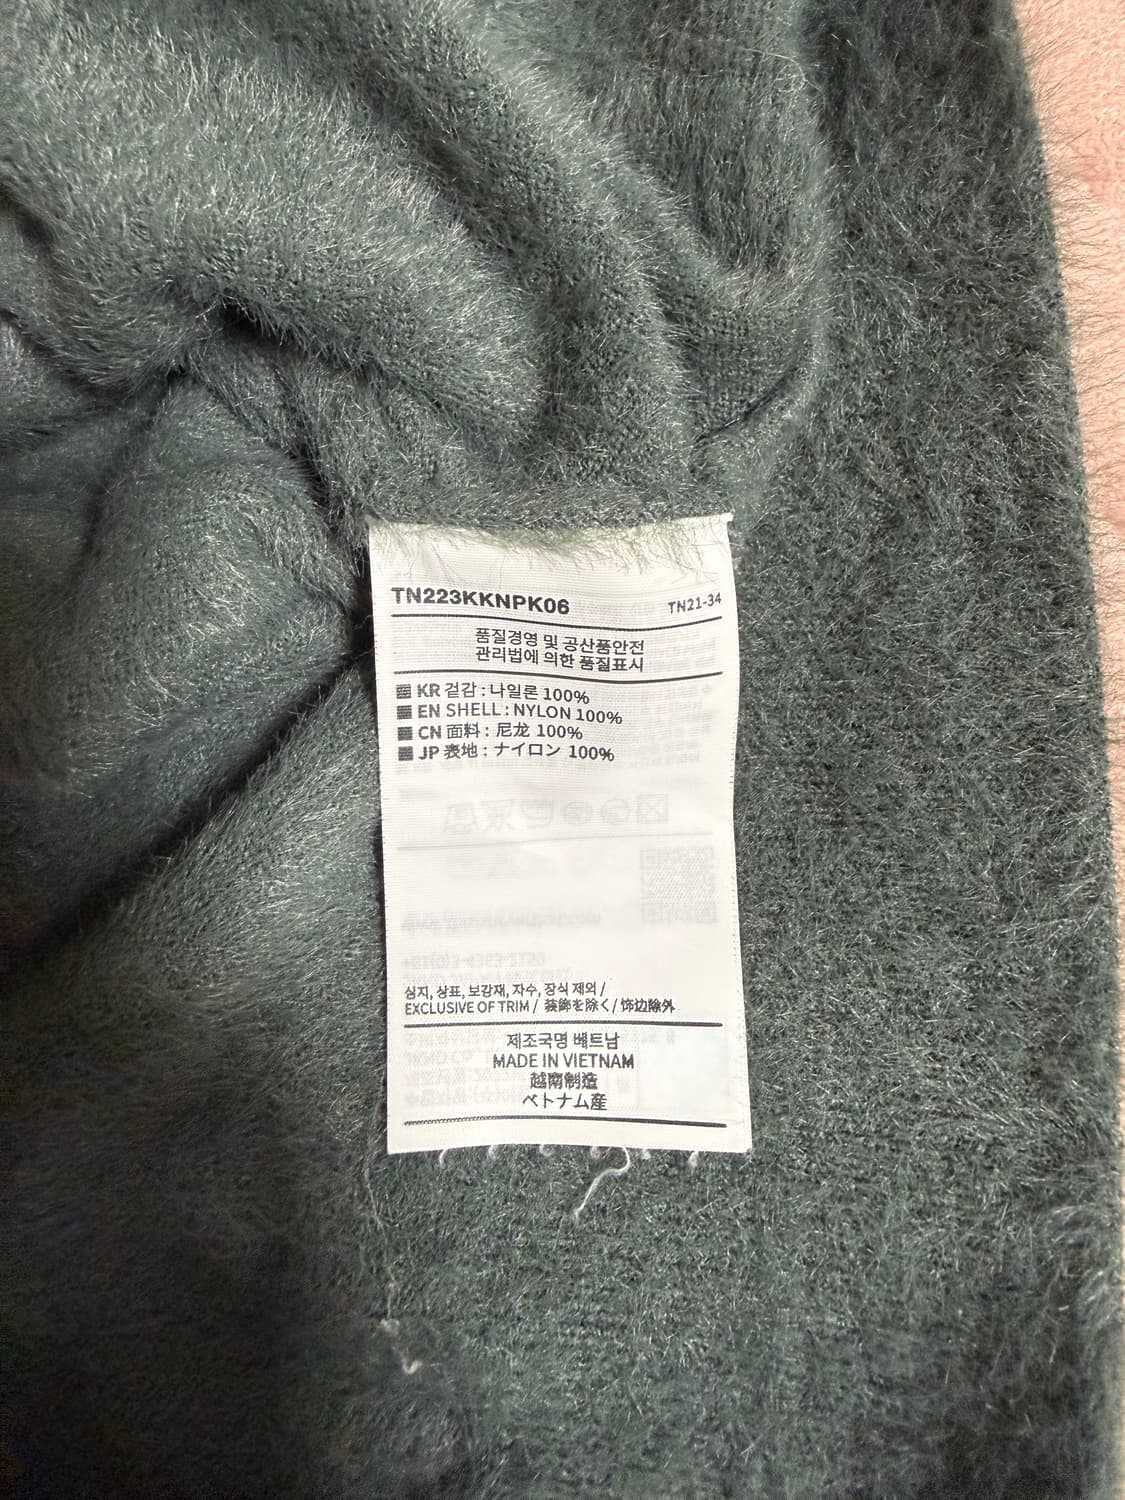 TN223KKNPK06
TN21-34
품질경영 및 공산품안전
관리법에 의한 품질표시
KR 겉감 : 나일론 100%
EN SHELL : NYLON 100%
CN 面料 : 尼龙 100%
JP 表地 : ナイロン 100%
심지, 상표, 보강재, 자수, 장식 제외 /
EXCLUSIVE OF TRIM / 装飾を除く / 饰边除外
제조국명 베트남
MADE IN VIETNAM
越南制造
ベトナム産